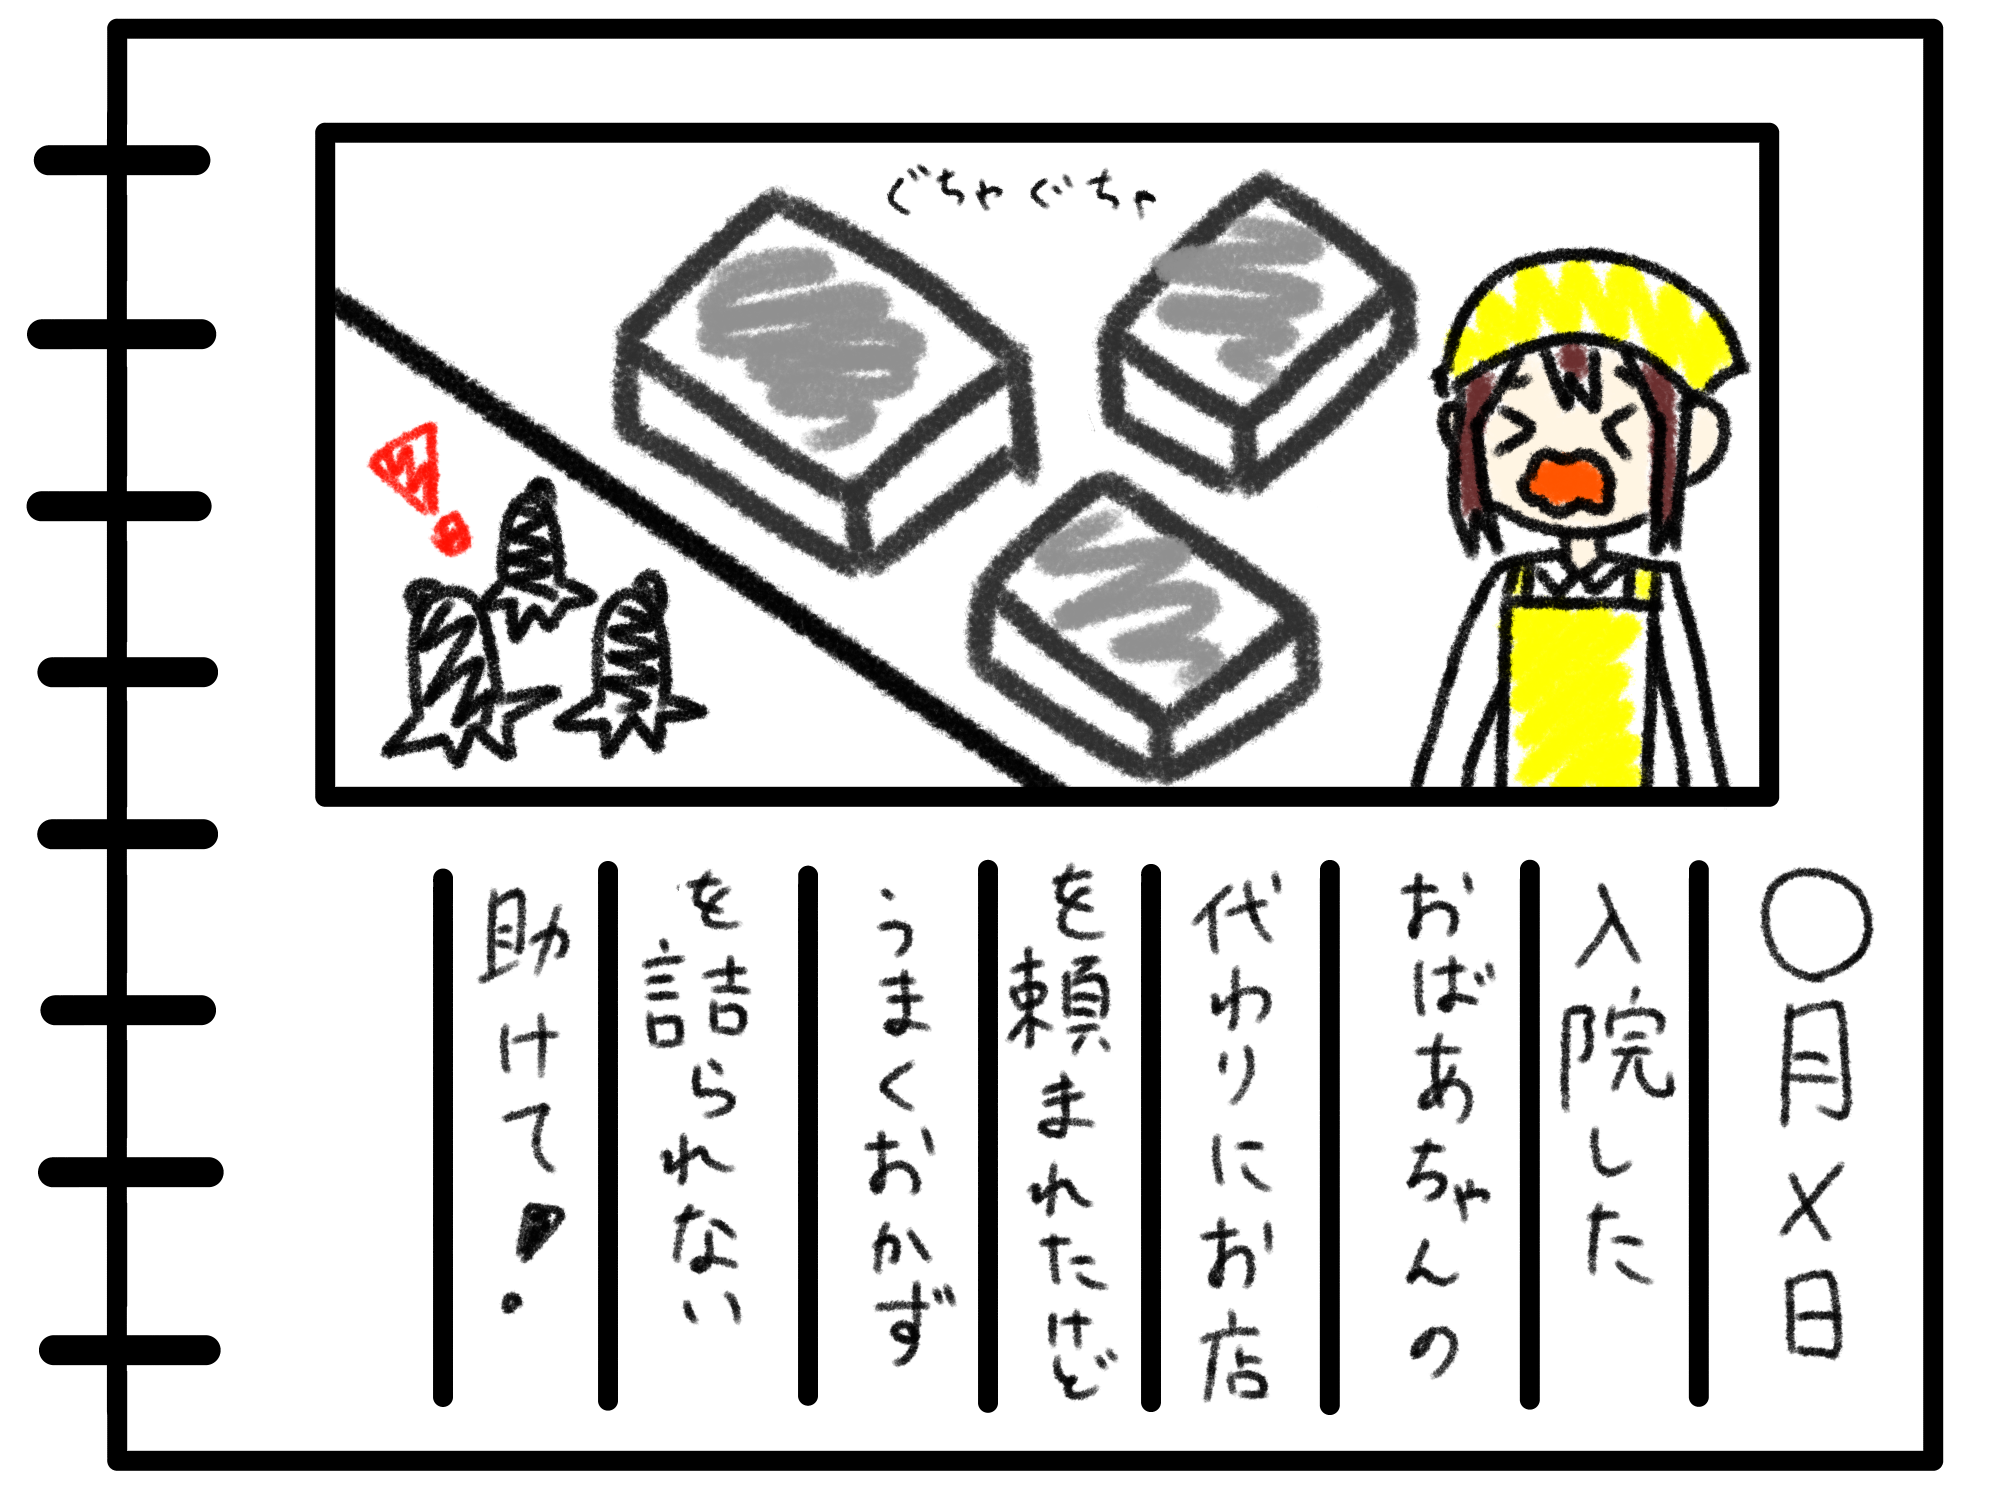 ぐちゃぐちゃ
○月×日
入院した
おばあちゃんの
代わりにお店
を頼まれたけど
うまくおかず
を詰られない
助けて!